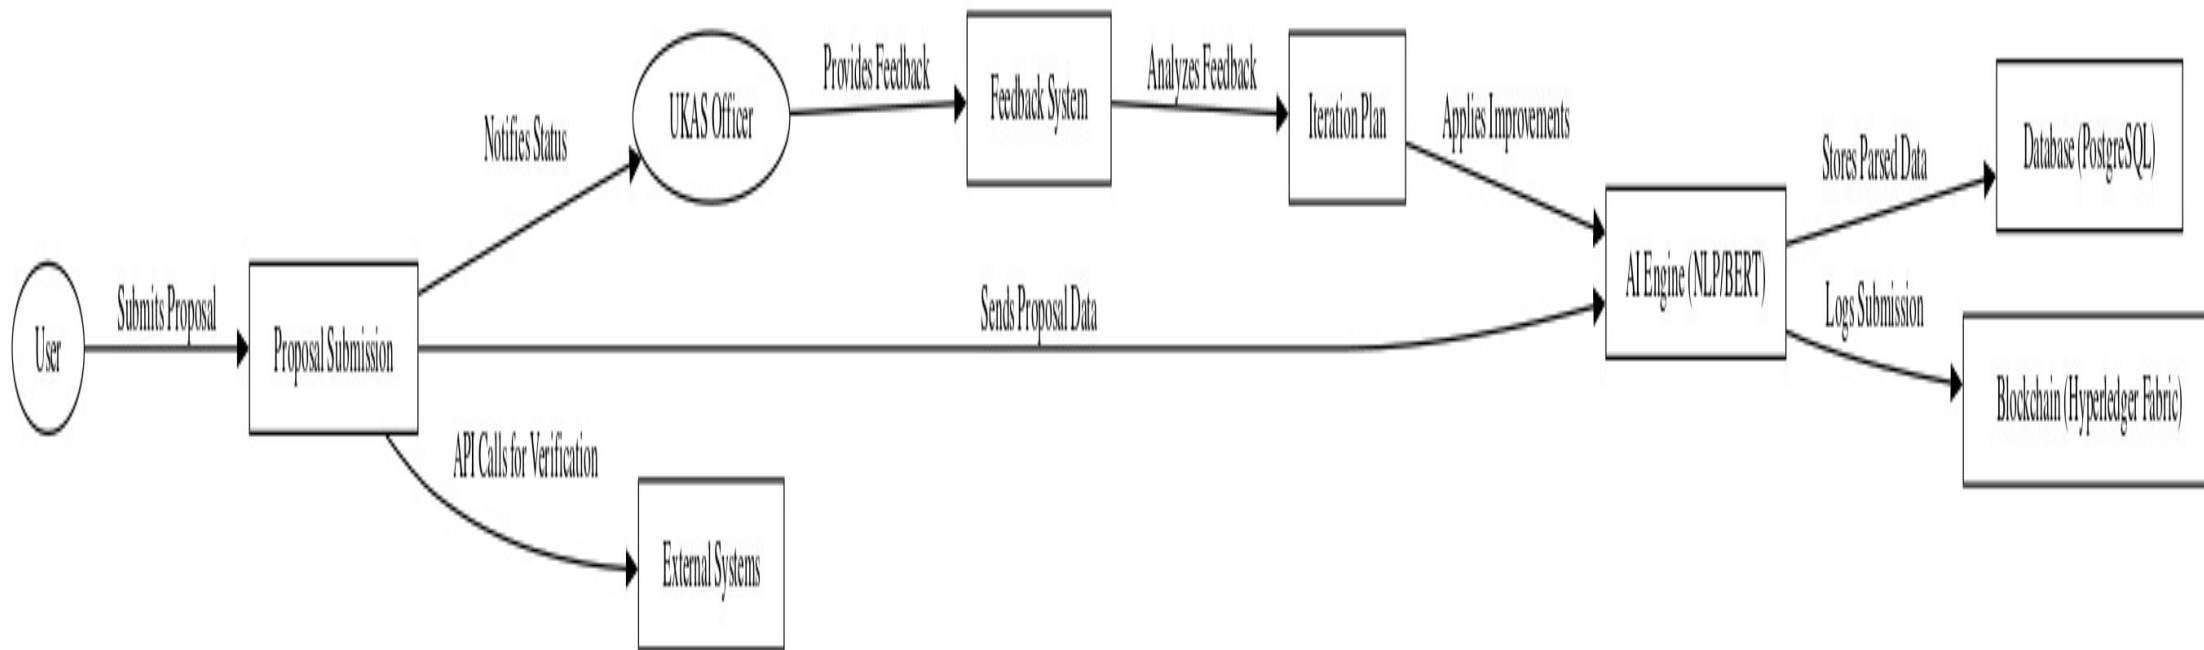 User
Submits Proposal
Proposal Submission
Notifies Status
UKAS Officer
Provides Feedback
Feedback System
Analyzes Feedback
Iteration Plan
Applies Improvements
Sends Proposal Data
AI Engine (NLP/BERT)
Stores Parsed Data
Database (PostgreSQL)
Logs Submission
Blockchain (Hyperledger Fabric)
API Calls for Verification
External Systems